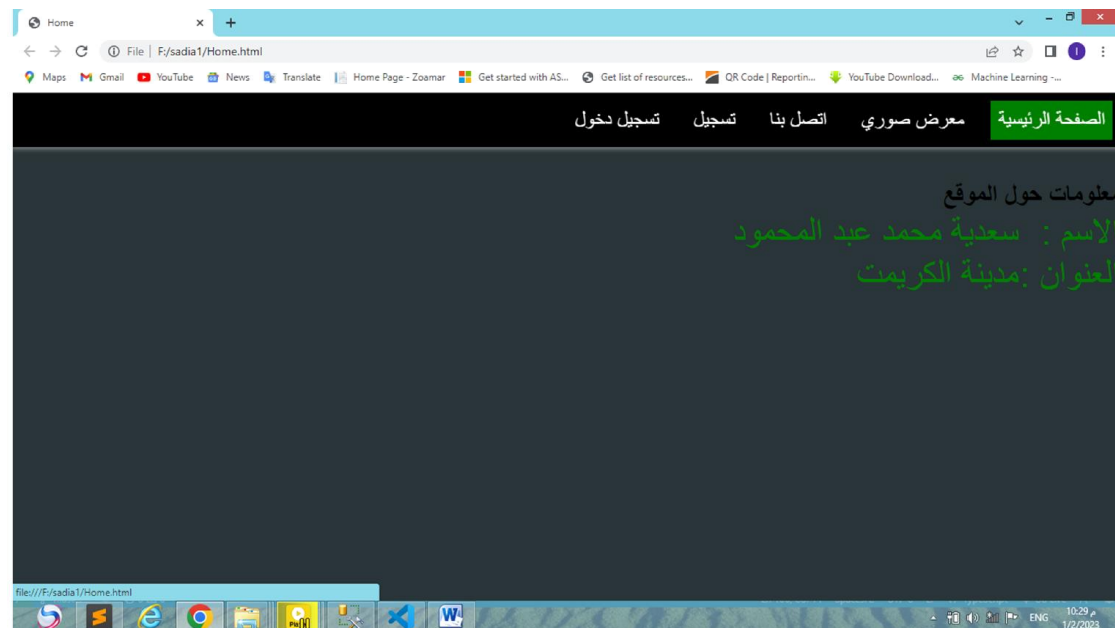 Home
File | F:/sadia1/Home.html
Maps Gmail YouTube News Translate Home Page - Zoamar Get started with AS... Get list of resources... QR Code | Reportin... YouTube Download... Machine Learning -...
الصفحة الرئيسية معرض صوري اتصل بنا تسجيل تسجيل دخول
معلومات حول الموقع
الاسم : سعدية محمد عبد المحمود
العنوان :مدينة الكريمت
file:///F:/sadia1/Home.html
ENG 10:29 م
1/2/2023